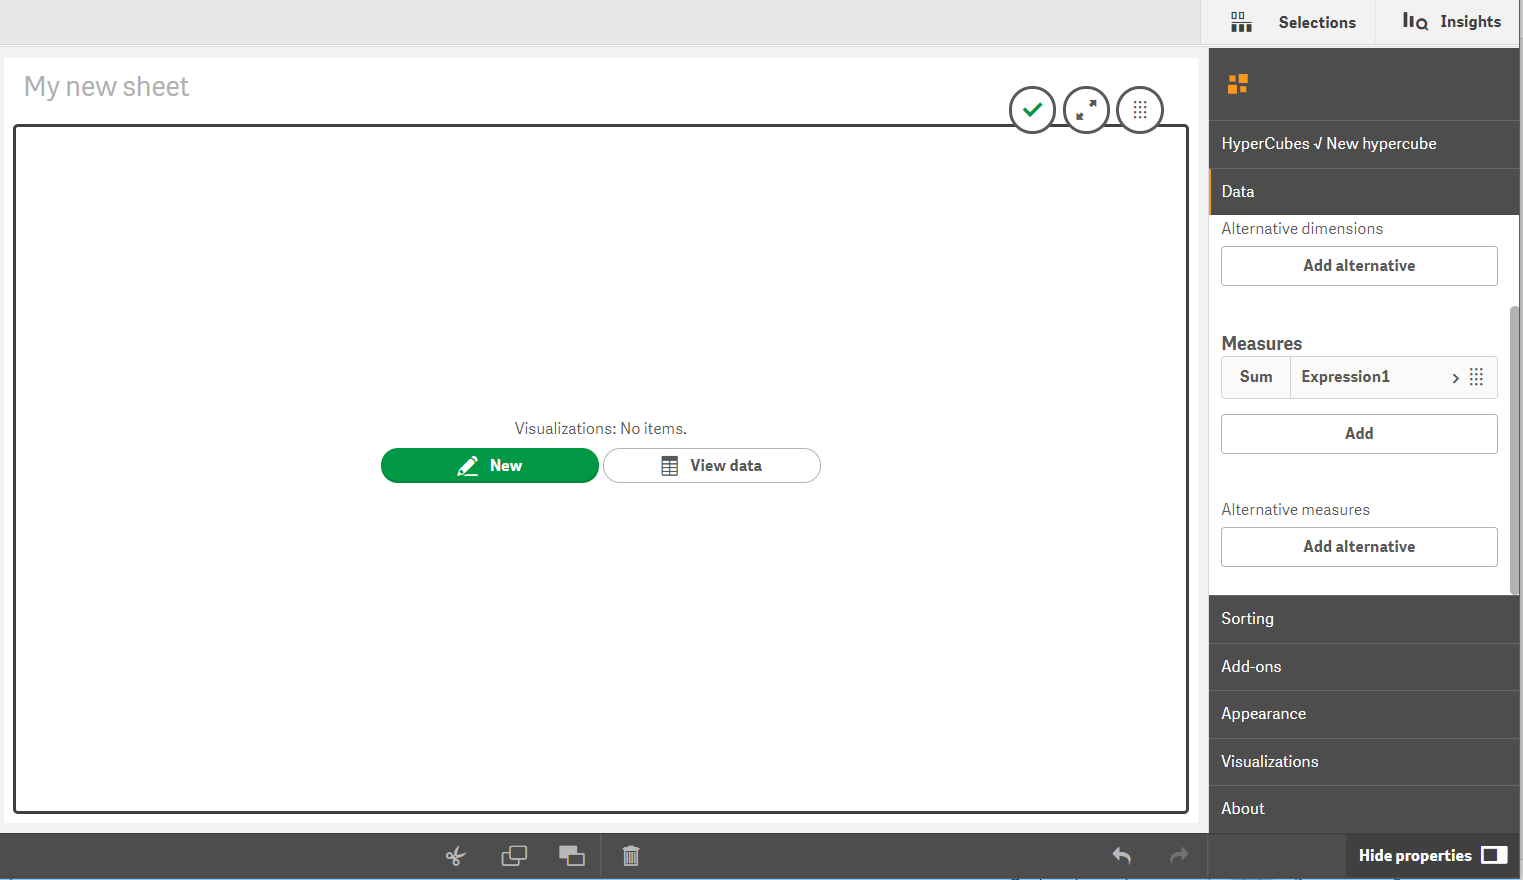 Selections
Insights
My new sheet
HyperCubes √ New hypercube
Data
Alternative dimensions
Add alternative
Measures
Sum Expression1
Add
Visualizations: No items.
New
View data
Alternative measures
Add alternative
Sorting
Add-ons
Appearance
Visualizations
About
Hide properties